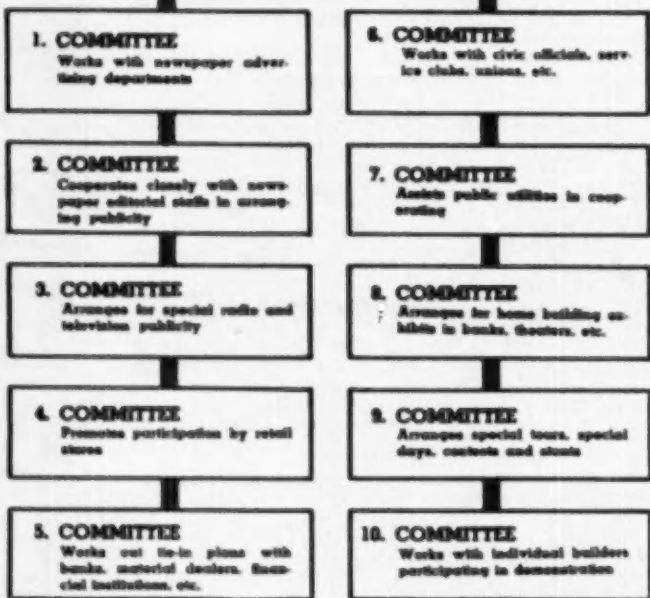 1. COMMITTEE
Works with newspaper adver-
tising departments
2. COMMITTEE
Cooperates closely with news-
paper editorial staffs in arrang-
ing publicity
3. COMMITTEE
Arranges for special radio and
television publicity
4. COMMITTEE
Promotes participation by retail
stores
5. COMMITTEE
Works out tie-in plans with
banks, material dealers, finan-
cial institutions, etc.
6. COMMITTEE
Works with civic officials, serv-
ice clubs, unions, etc.
7. COMMITTEE
Assists public utilities in coop-
erating
8. COMMITTEE
Arranges for home building ex-
hibits in banks, theaters, etc.
9. COMMITTEE
Arranges special tours, special
days, contests and stunts
10. COMMITTEE
Works with individual builders
participating in demonstration